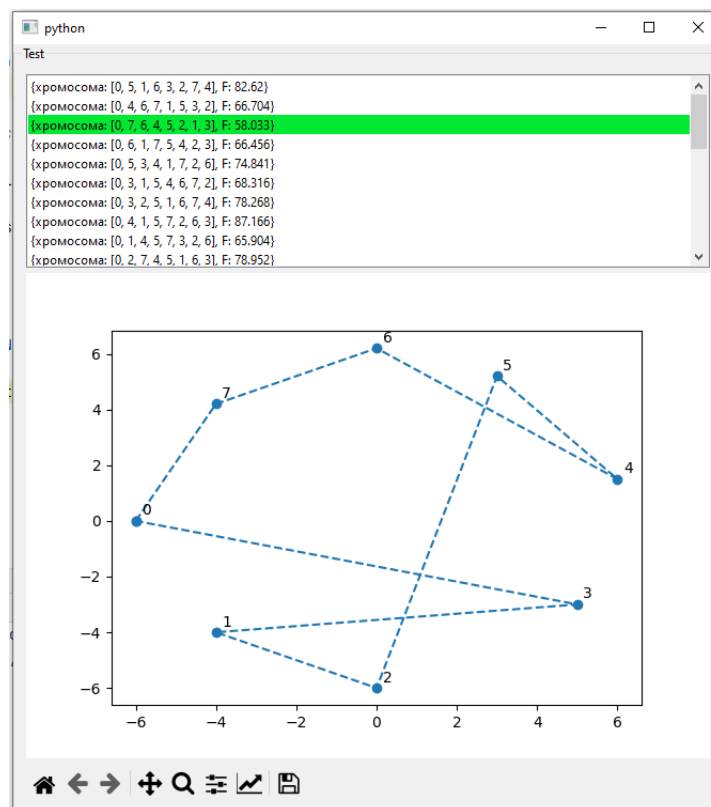 python
Test
{хромосома: [0, 5, 1, 6, 3, 2, 7, 4], F: 82.62}
{хромосома: [0, 4, 6, 7, 1, 5, 3, 2], F: 66.704}
{хромосома: [0, 7, 6, 4, 5, 2, 1, 3], F: 58.033}
{хромосома: [0, 6, 1, 7, 5, 4, 2, 3], F: 66.456}
{хромосома: [0, 5, 3, 4, 1, 7, 2, 6], F: 74.841}
{хромосома: [0, 3, 1, 5, 4, 6, 7, 2], F: 68.316}
{хромосома: [0, 3, 2, 5, 1, 6, 7, 4], F: 78.268}
{хромосома: [0, 4, 1, 5, 7, 2, 6, 3], F: 87.166}
{хромосома: [0, 1, 4, 5, 7, 3, 2, 6], F: 65.904}
{хромосома: [0, 2, 7, 4, 5, 1, 6, 3], F: 78.952}
6
6
5
4
7
4
2
0
0
−2
3
−4
1
2
−6
−6 −4 −2 0 2 4 6